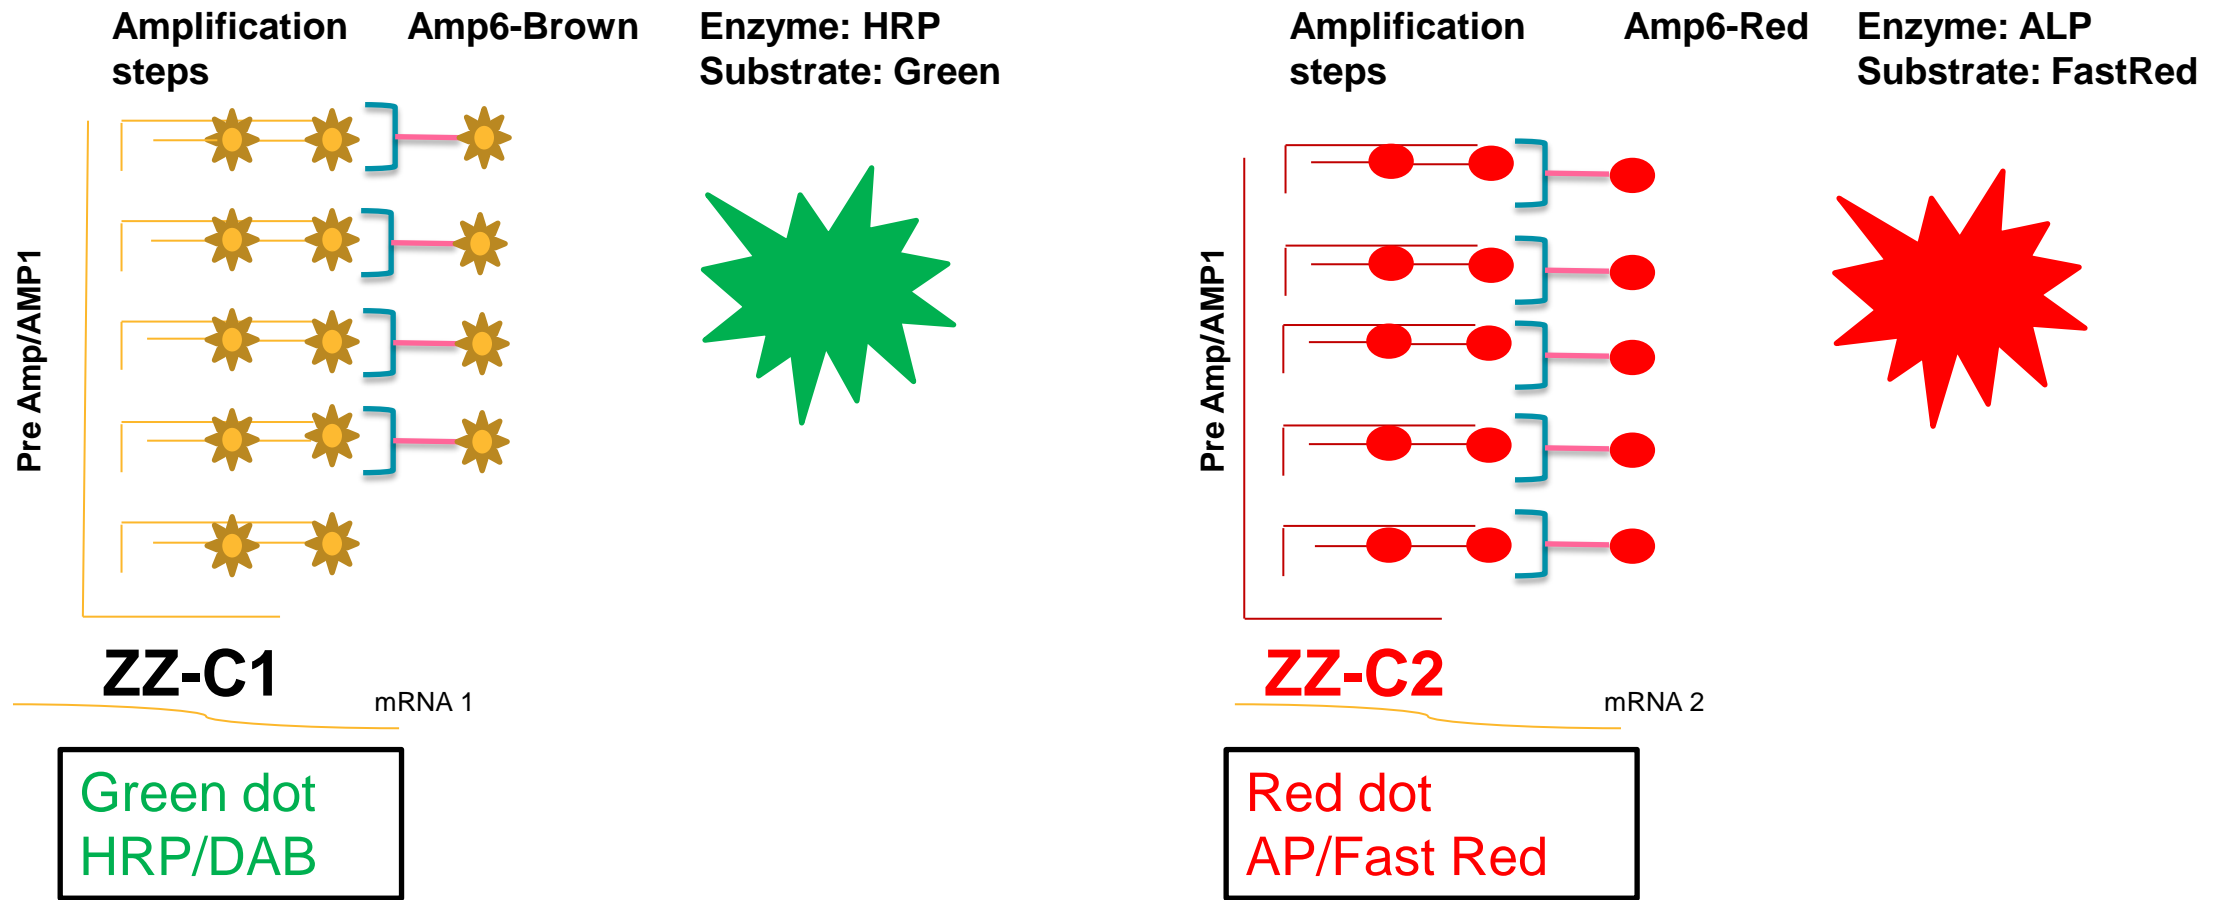 Amplification
steps
Amp6-Brown
Enzyme: HRP
Substrate: Green
Pre Amp/AMP1
ZZ-C1
mRNA 1
Green dot
HRP/DAB
Amplification
steps
Amp6-Red
Enzyme: ALP
Substrate: FastRed
Pre Amp/AMP1
ZZ-C2
mRNA 2
Red dot
AP/Fast Red